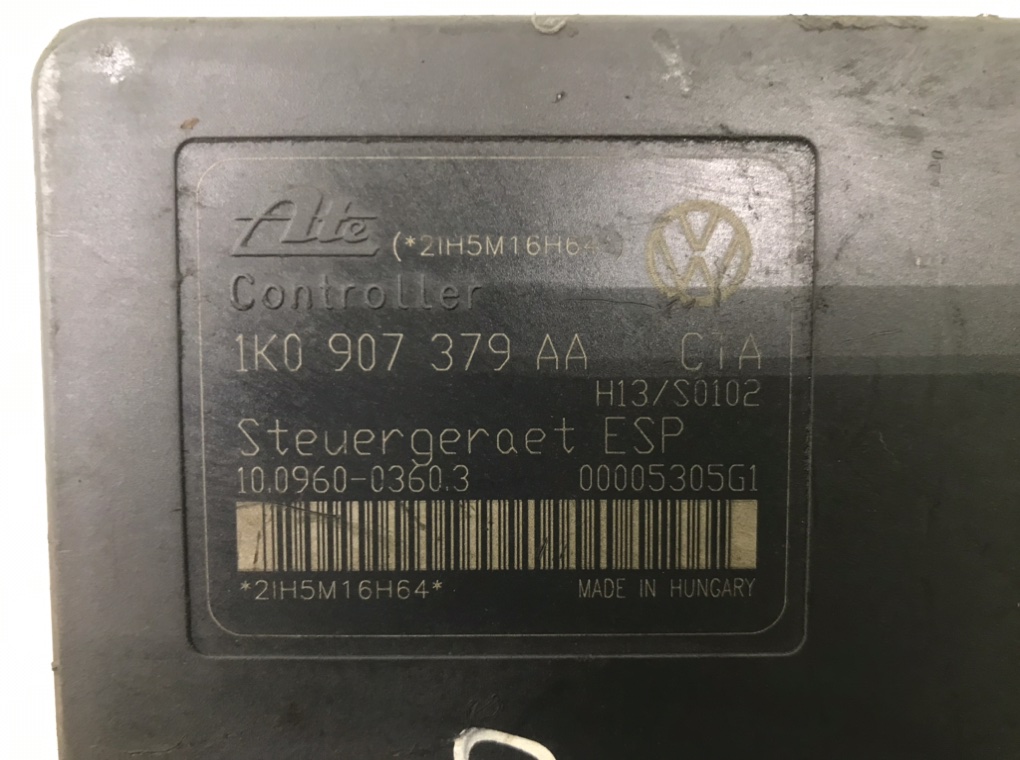 Ate
(*2IH5M16H64
Controller
1K0 907 379 AA CTA
H13/S0102
Steuergeraet ESP
10.0960-0360.3 00005305G1
*2IH5M16H64*
MADE IN HUNGARY